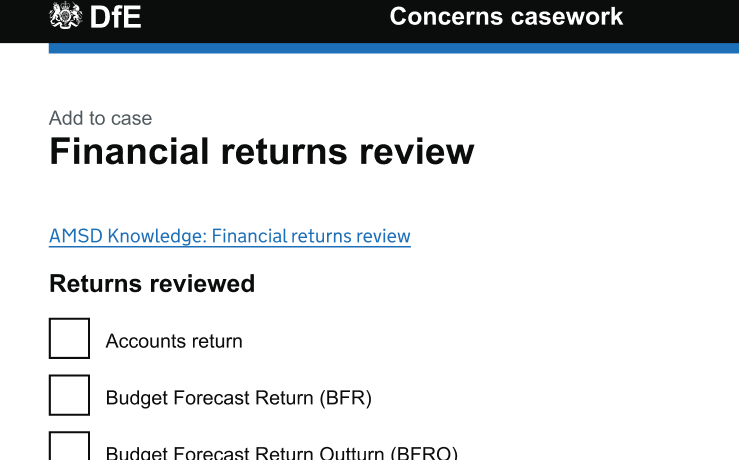 DfE Concerns casework
Add to case
Financial returns review
AMSD Knowledge: Financial returns review
Returns reviewed
Accounts return
Budget Forecast Return (BFR)
Budget Forecast Return Outturn (BFRO)